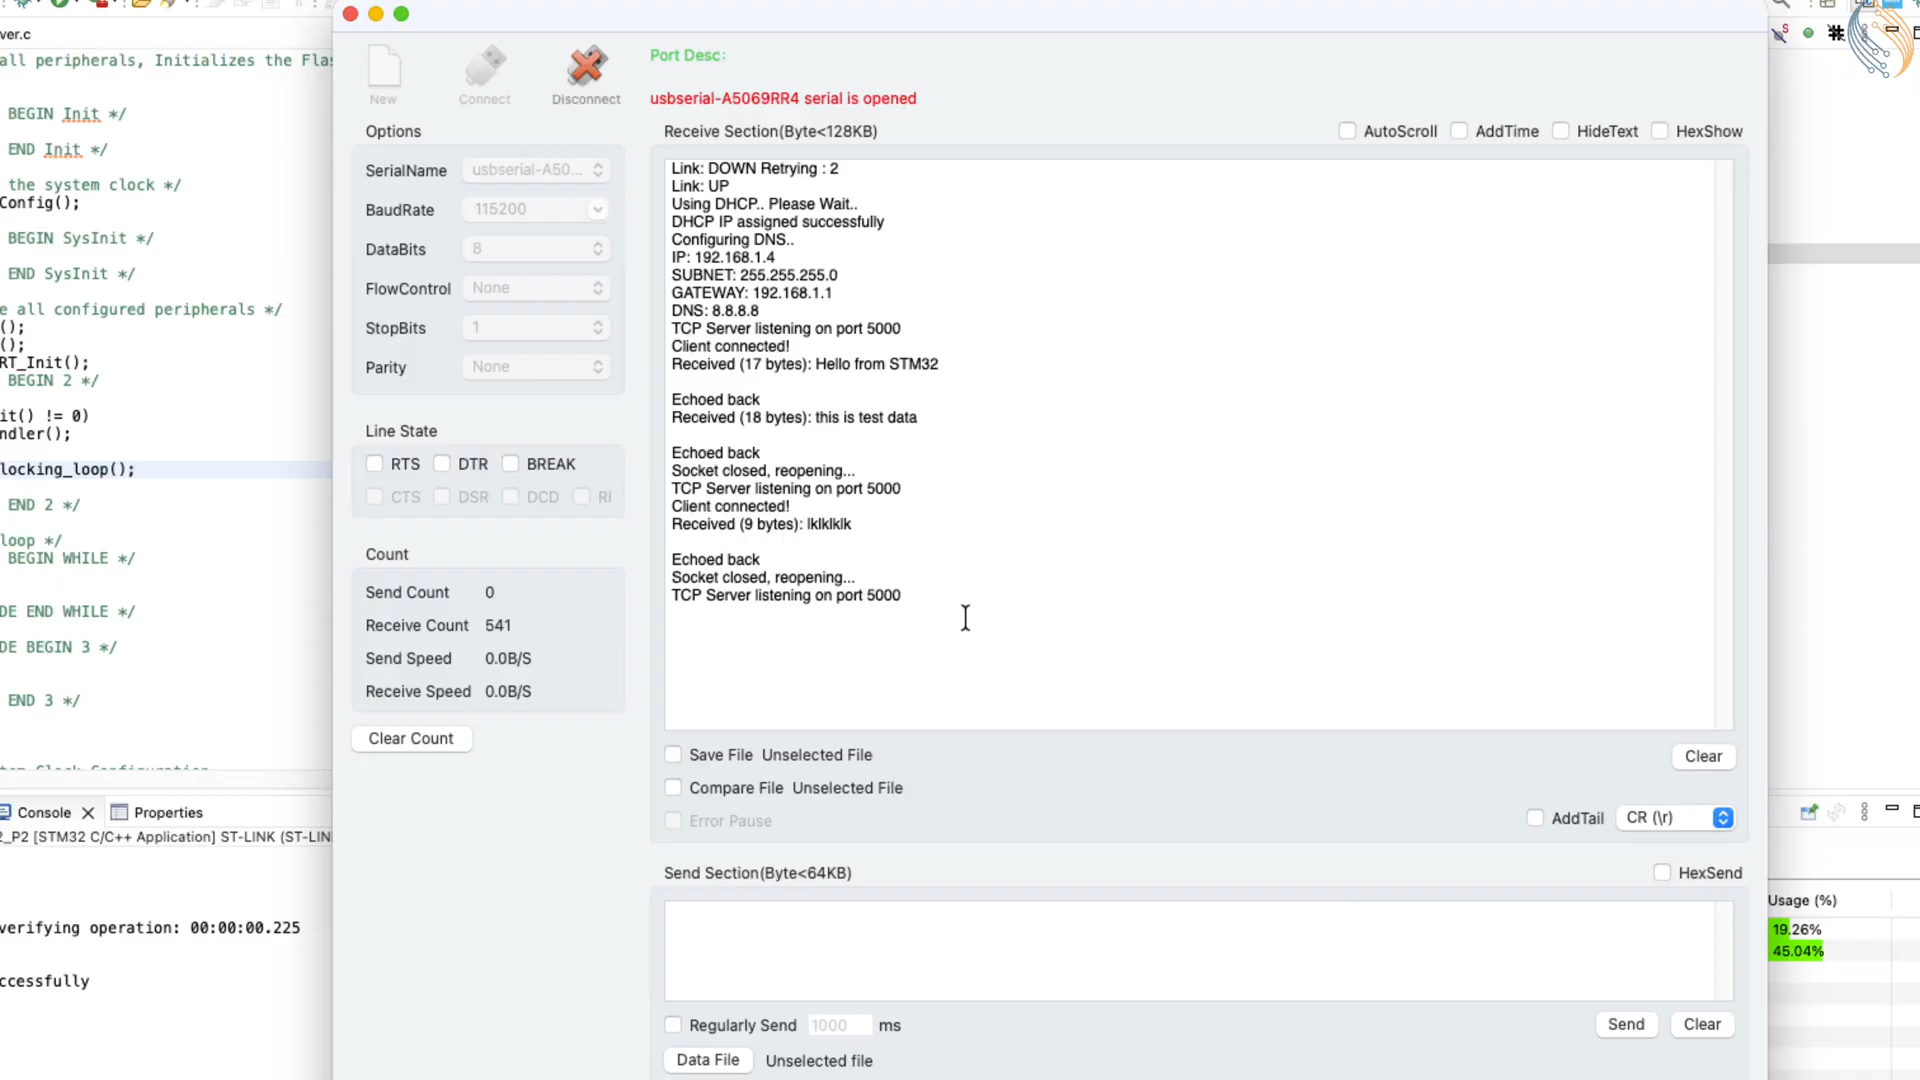 ver.c
all peripherals, Initializes the Flas
BEGIN Init */
END Init */
the system clock */
Config();
BEGIN SysInit */
END SysInit */
e all configured peripherals */
();
();
RT_Init();
BEGIN 2 */
it() != 0)
ndler();
locking_loop();
END 2 */
loop */
BEGIN WHILE */
DE END WHILE */
DE BEGIN 3 */
END 3 */
Console
Properties
2_P2 [STM32 C/C++ Application] ST-LINK (ST-LIN
verifying operation: 00:00:00.225
ccessfully
New
Connect
Disconnect
Port Desc:
usbserial-A5069RR4 serial is opened
Options
SerialName usbserial-A50...
BaudRate 115200
DataBits 8
FlowControl None
StopBits 1
Parity None
Line State
RTS DTR BREAK
CTS DSR DCD RI
Count
Send Count 0
Receive Count 541
Send Speed 0.0B/S
Receive Speed 0.0B/S
Clear Count
Receive Section(Byte<128KB)
AutoScroll AddTime HideText HexShow
Link: DOWN Retrying : 2
Link: UP
Using DHCP.. Please Wait..
DHCP IP assigned successfully
Configuring DNS..
IP: 192.168.1.4
SUBNET: 255.255.255.0
GATEWAY: 192.168.1.1
DNS: 8.8.8.8
TCP Server listening on port 5000
Client connected!
Received (17 bytes): Hello from STM32
Echoed back
Received (18 bytes): this is test data
Echoed back
Socket closed, reopening...
TCP Server listening on port 5000
Client connected!
Received (9 bytes): lklklklk
Echoed back
Socket closed, reopening...
TCP Server listening on port 5000
Save File Unselected File
Clear
Compare File Unselected File
Error Pause
AddTail CR (\r)
Send Section(Byte<64KB)
HexSend
Regularly Send 1000 ms
Send
Clear
Data File Unselected file
Usage (%)
19.26%
45.04%